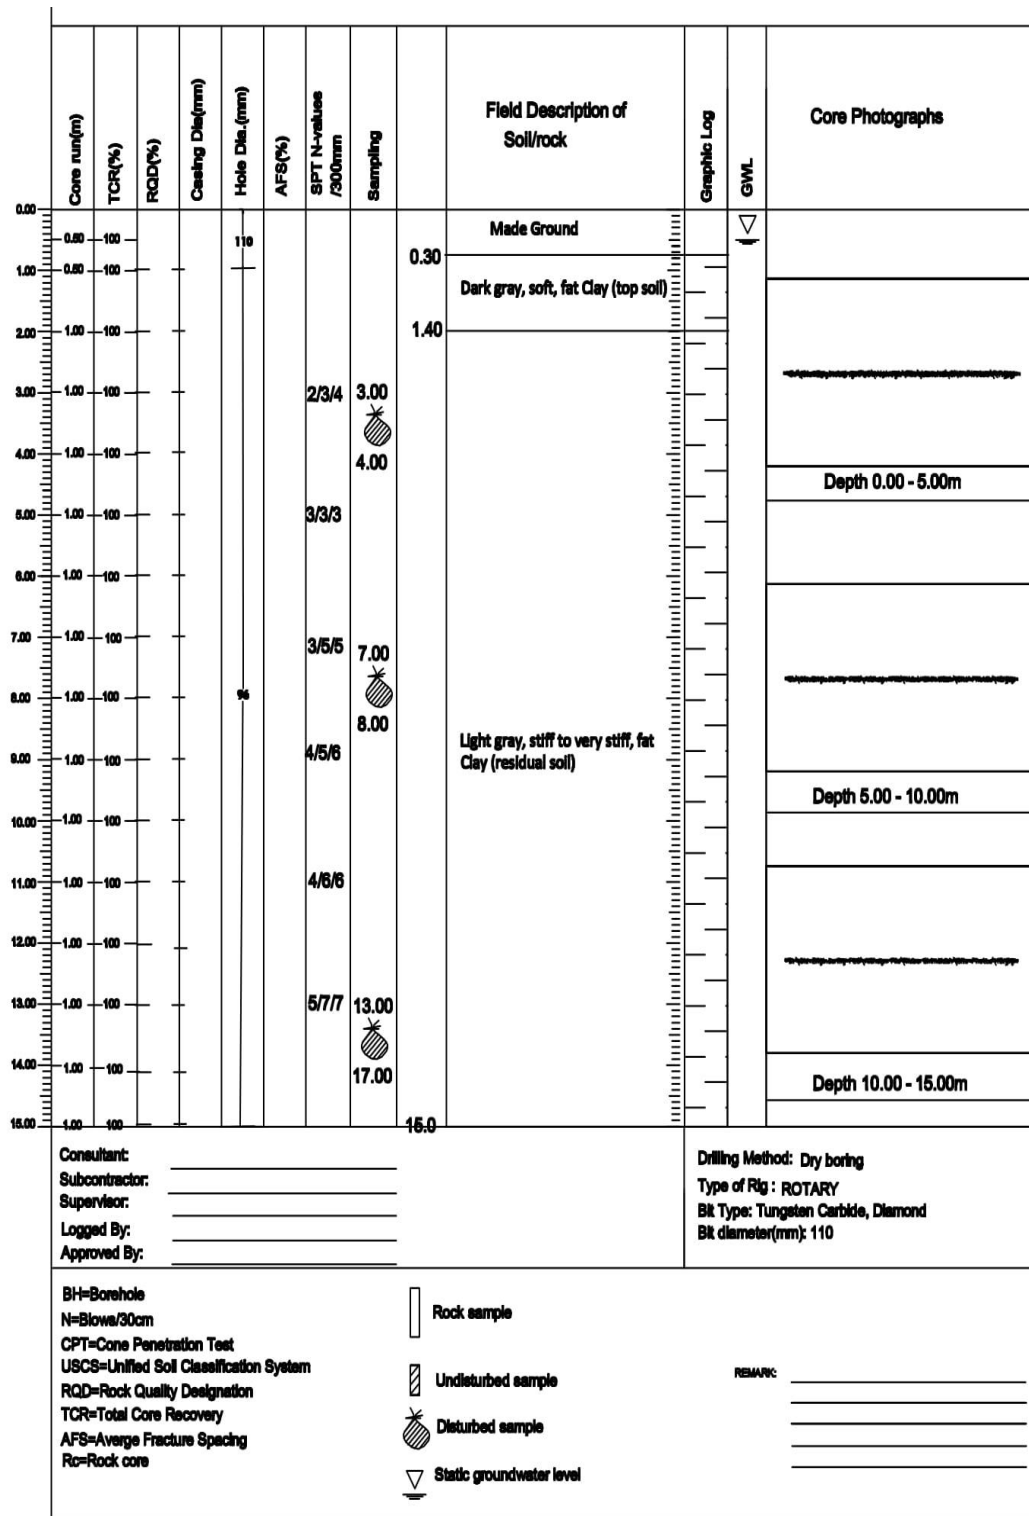 Core run(m)
TCR(%)
RQD(%)
Casing Dia(mm)
Hole Dia.(mm)
AFS(%)
SPT N-values
/300mm
Sampling
Field Description of
Soil/rock
Graphic Log
GWL
Core Photographs
0.00
Made Ground
0.50 100 110
0.30
1.00 0.50 100
Dark gray, soft, fat Clay (top soil)
2.00 1.00 100 1.40
3.00 1.00 100 2/3/4 3.00
4.00 1.00 100 4.00
Depth 0.00 - 5.00m
5.00 1.00 100 3/3/3
6.00 1.00 100
7.00 1.00 100 3/5/5 7.00
8.00 1.00 100 96
8.00
Light gray, stiff to very stiff, fat
Clay (residual soil)
9.00 1.00 100 4/5/6
Depth 5.00 - 10.00m
10.00 1.00 100
11.00 1.00 100 4/6/6
12.00 1.00 100
13.00 1.00 100 5/7/7 13.00
14.00 1.00 100 17.00
Depth 10.00 - 15.00m
15.00 1.00 100 15.0
Consultant:
Subcontractor:
Supervisor:
Logged By:
Approved By:
Drilling Method: Dry boring
Type of Rig : ROTARY
Bit Type: Tungsten Carbide, Diamond
Bit diameter(mm): 110
BH=Borehole
N=Blows/30cm
CPT=Cone Penetration Test
USCS=Unified Soil Classification System
RQD=Rock Quality Designation
TCR=Total Core Recovery
AFS=Averge Fracture Spacing
Rc=Rock core
Rock sample
Undisturbed sample
Disturbed sample
Static groundwater level
REMARK: